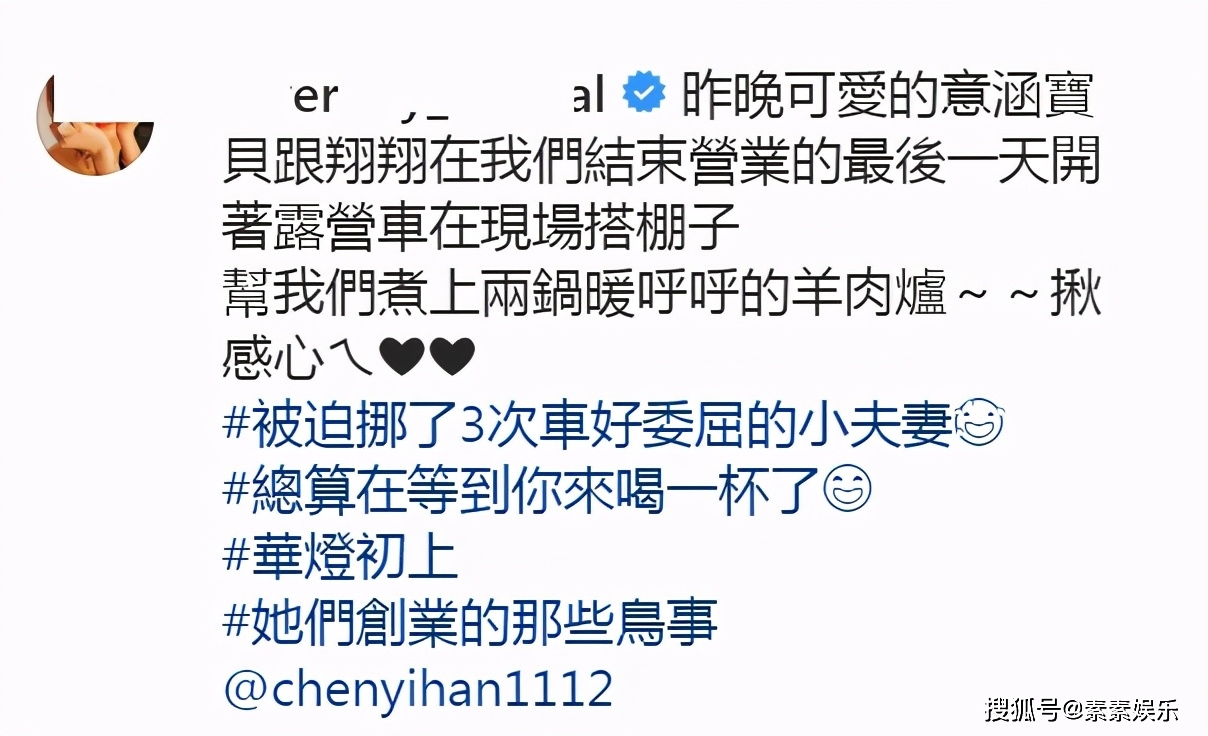 er y_ al 昨晚可愛的意涵寶
貝跟翔翔在我們結束營業的最後一天開
著露營車在現場搭棚子
幫我們煮上兩鍋暖呼呼的羊肉爐～～揪
感心ㄟ🖤🖤
#被迫挪了3次車好委屈的小夫妻😅
#總算在等到你來喝一杯了😄
#華燈初上
#她們創業的那些鳥事
@chenyihan1112
搜狐号@素素娱乐